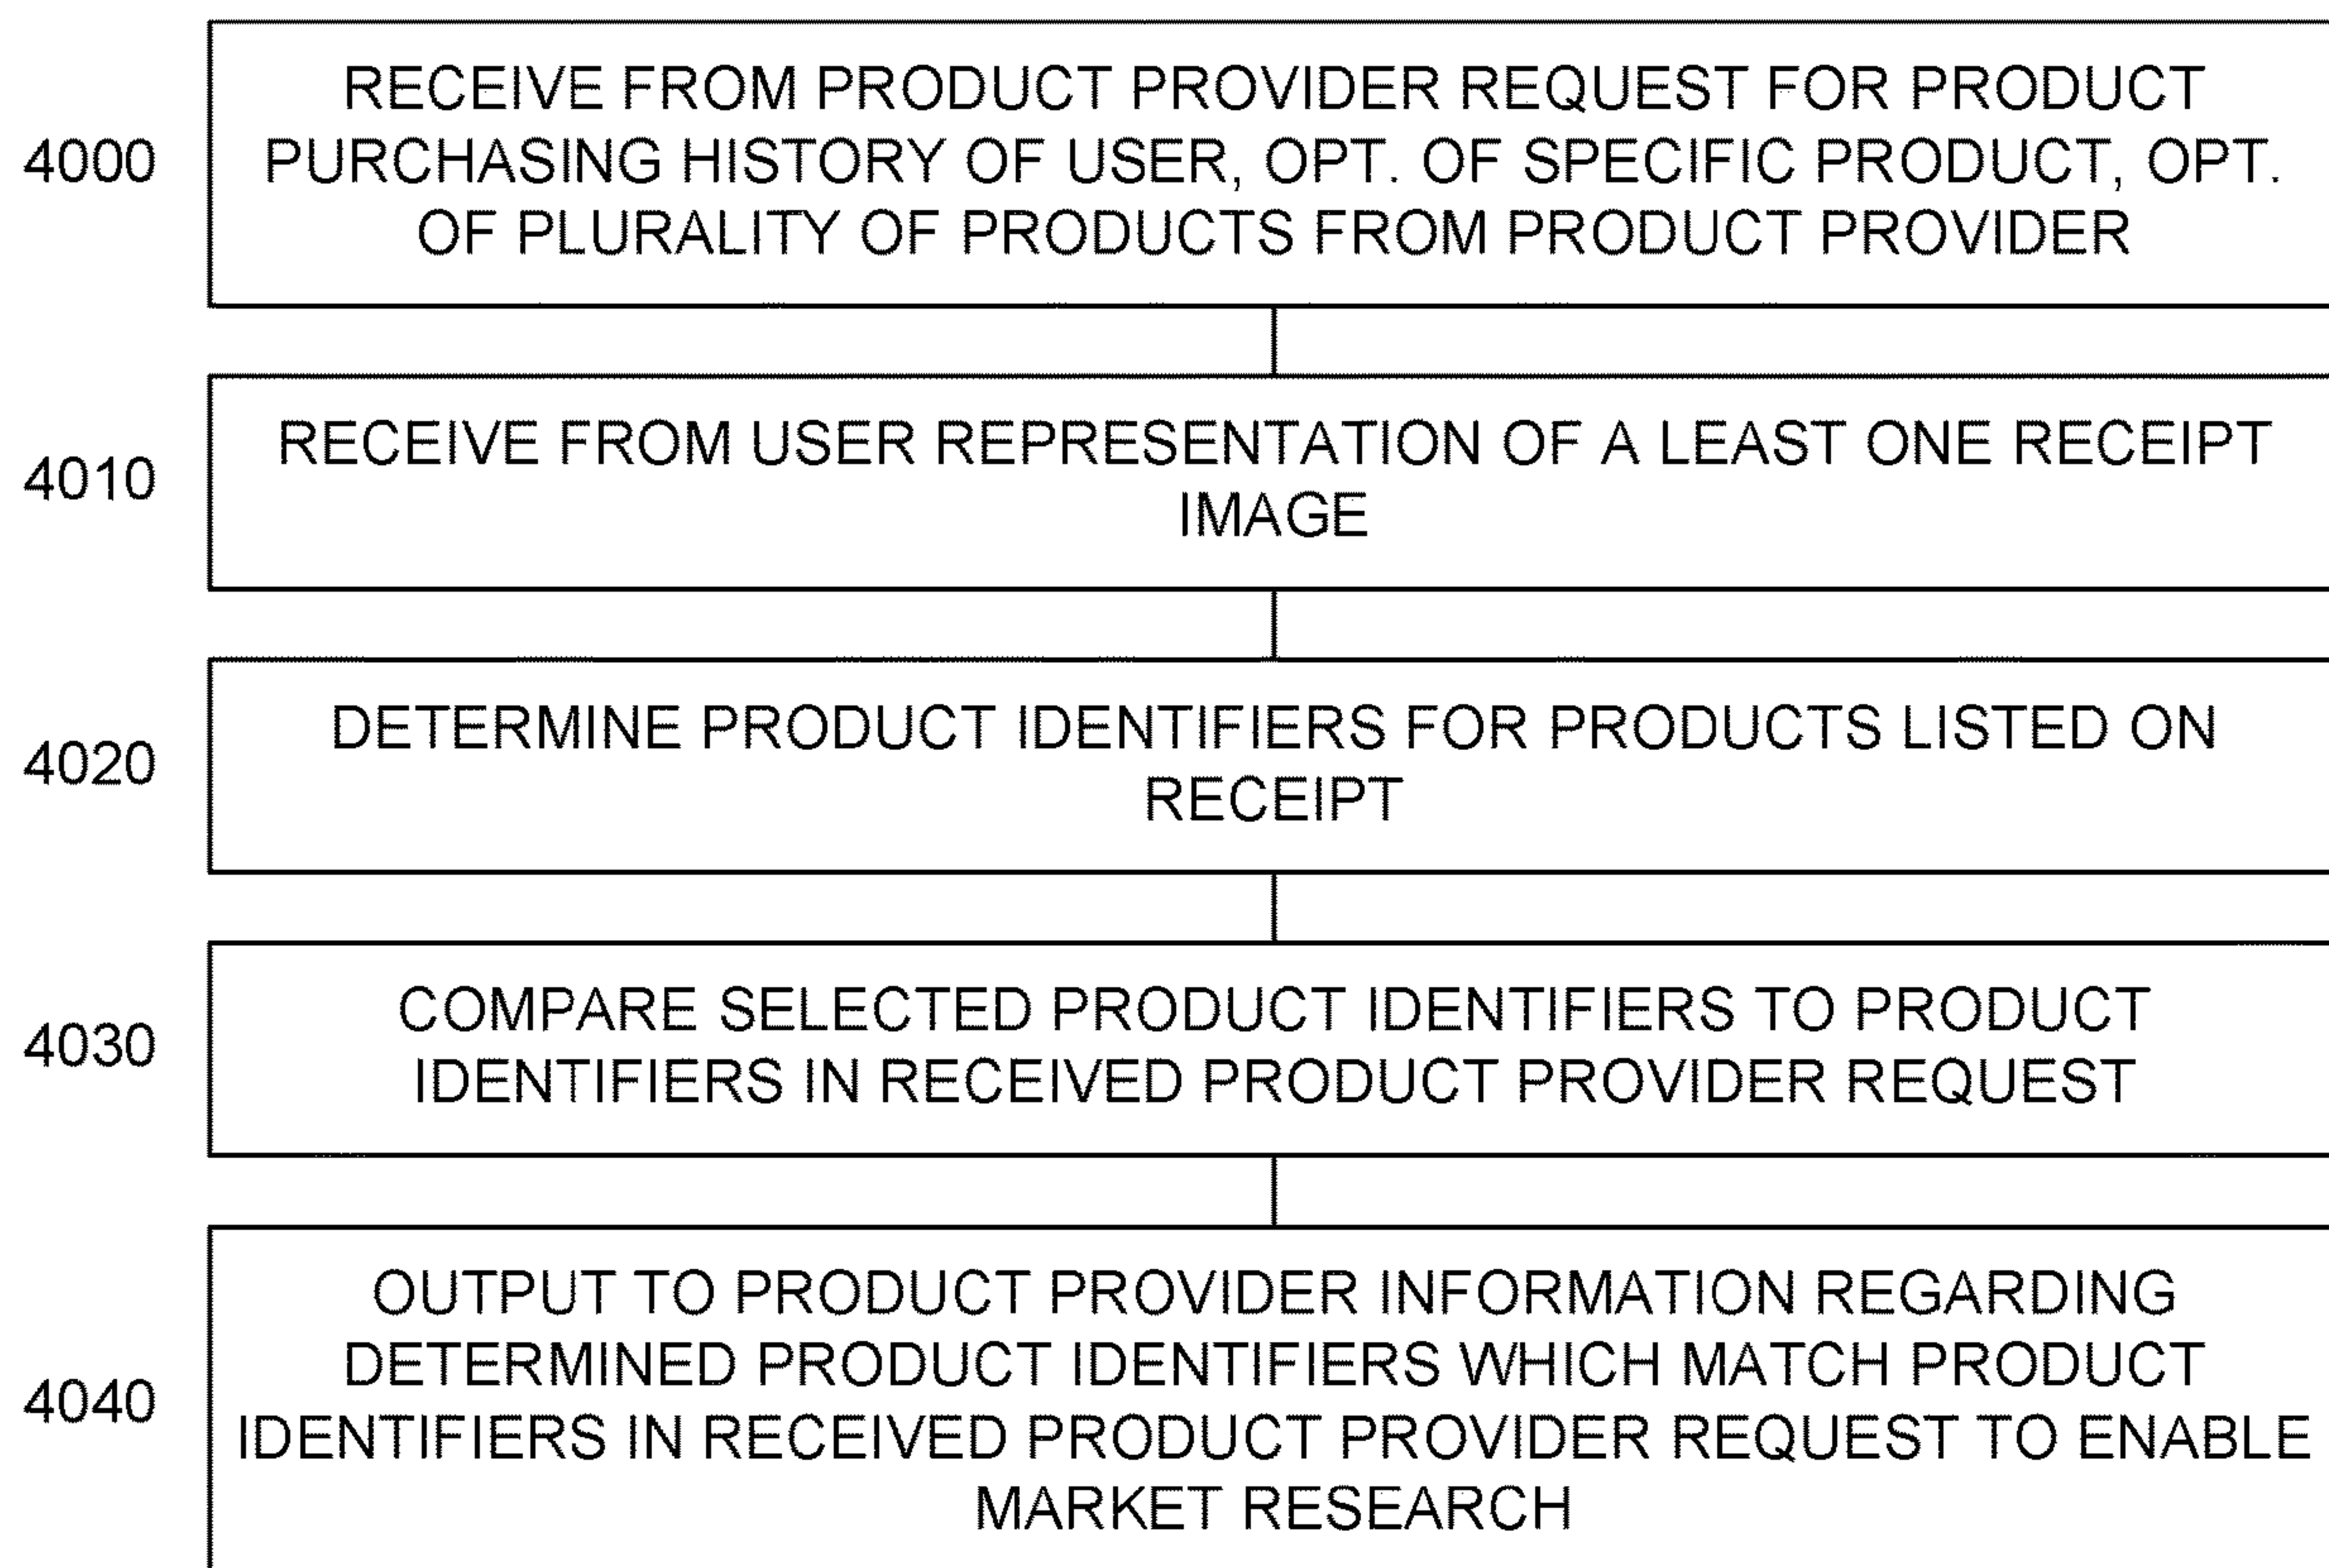 RECEIVE FROM PRODUCT PROVIDER REQUEST FOR PRODUCT
4000
PURCHASING HISTORY OF USER, OPT. OF SPECIFIC PRODUCT, OPT.
OF PLURALITY OF PRODUCTS FROM PRODUCT PROVIDER
4010
RECEIVE FROM USER REPRESENTATION OF A LEAST ONE RECEIPT
IMAGE
4020
DETERMINE PRODUCT IDENTIFIERS FOR PRODUCTS LISTED ON
RECEIPT
4030
COMPARE SELECTED PRODUCT IDENTIFIERS TO PRODUCT
IDENTIFIERS IN RECEIVED PRODUCT PROVIDER REQUEST
4040
OUTPUT TO PRODUCT PROVIDER INFORMATION REGARDING
DETERMINED PRODUCT IDENTIFIERS WHICH MATCH PRODUCT
IDENTIFIERS IN RECEIVED PRODUCT PROVIDER REQUEST TO ENABLE
MARKET RESEARCH